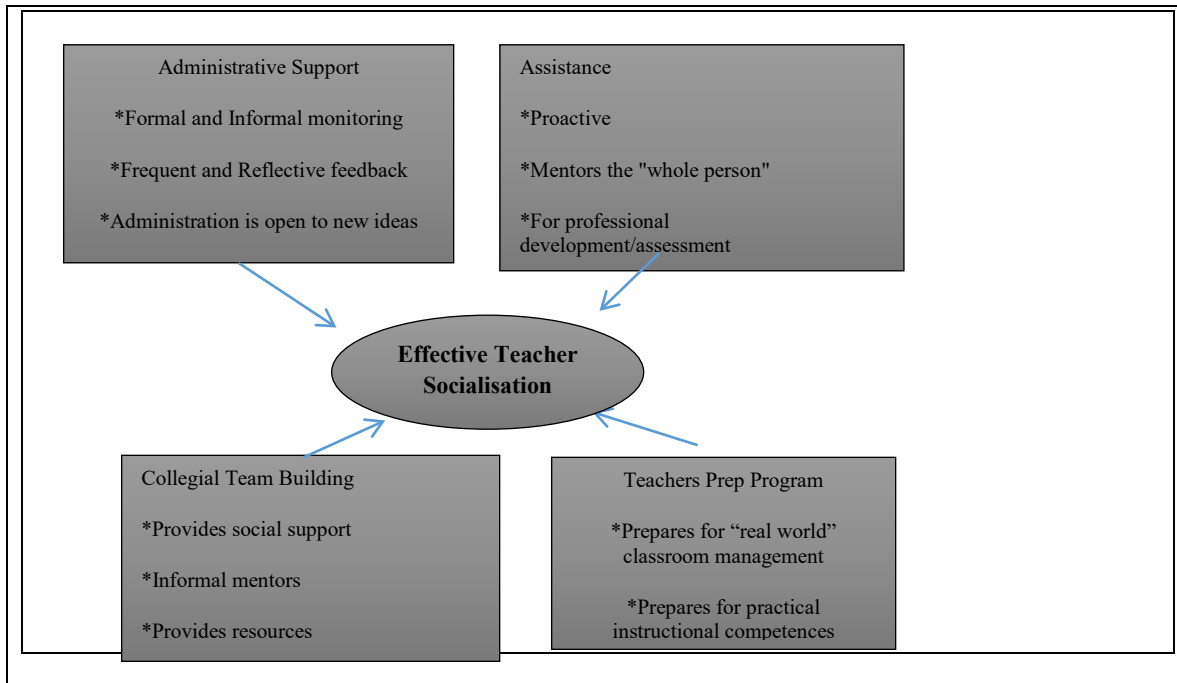 Administrative Support
*Formal and Informal monitoring
*Frequent and Reflective feedback
*Administration is open to new ideas
Assistance
*Proactive
*Mentors the "whole person"
*For professional
development/assessment
Effective Teacher
Socialisation
Collegial Team Building
*Provides social support
*Informal mentors
*Provides resources
Teachers Prep Program
*Prepares for “real world”
classroom management
*Prepares for practical
instructional competences